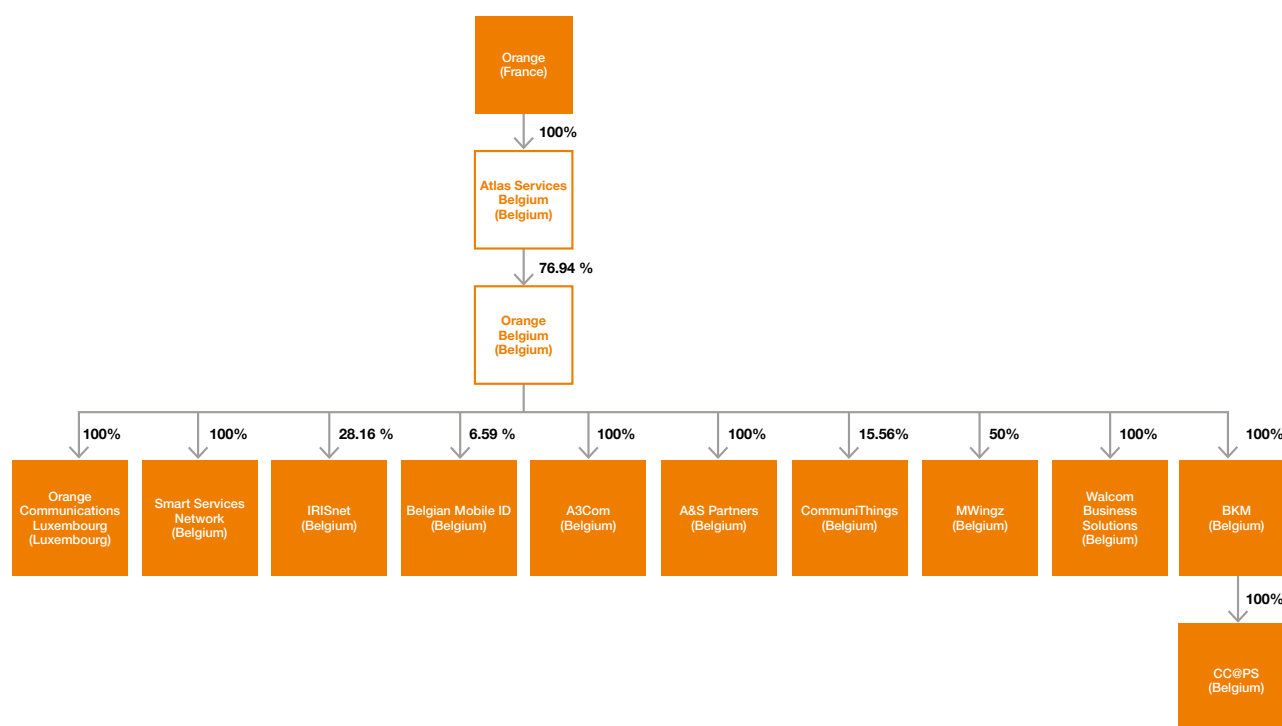 Orange
(France)
100%
Atlas Services
Belgium
(Belgium)
76.94 %
Orange
Belgium
(Belgium)
100%
100%
28.16 %
6.59 %
100%
100%
15.56%
50%
100%
100%
Orange
Communications
Luxembourg
(Luxembourg)
Smart Services
Network
(Belgium)
IRISnet
(Belgium)
Belgian Mobile ID
(Belgium)
A3Com
(Belgium)
A&S Partners
(Belgium)
CommuniThings
(Belgium)
MWingz
(Belgium)
Walcom
Business
Solutions
(Belgium)
BKM
(Belgium)
100%
CC@PS
(Belgium)